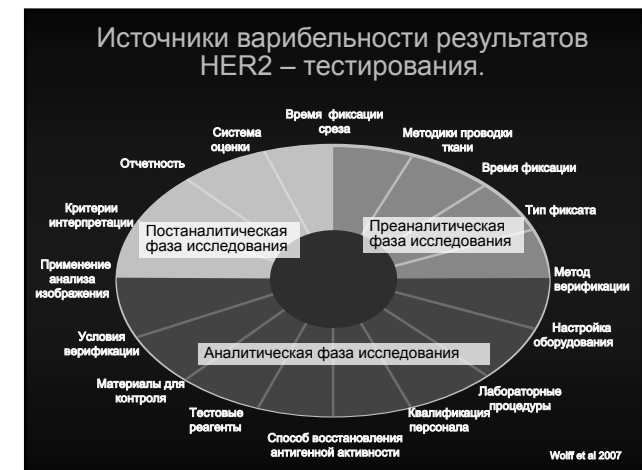 Источники варибельности результатов
HER2 – тестирования.
Время фиксации
среза
Методики проводки
ткани
Время фиксации
Тип фиксата
Метод
верификации
Настройка
оборудования
Лабораторные
процедуры
Квалификация
персонала
Способ восстановления
антигенной активности
Тестовые
реагенты
Материалы для
контроля
Условия
верификации
Применение
анализа
изображения
Критерии
интерпретации
Отчетность
Система
оценки
Постаналитическая
фаза исследования
Преаналитическая
фаза исследования
Аналитическая фаза исследования
Wolff et al 2007